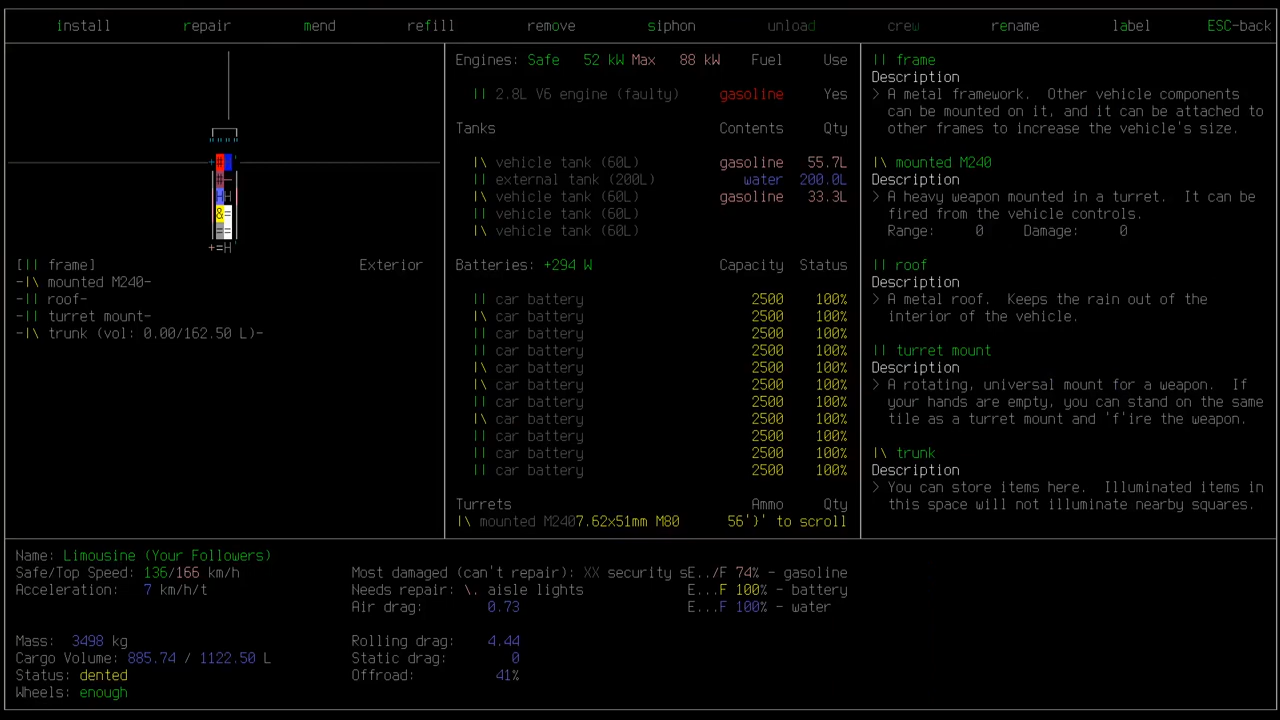 install repair mend refill remove siphon unload crew rename label ESC-back
[|| frame] Exterior
-|\ mounted M240-
-|| roof-
-|| turret mount-
-|\ trunk (vol: 0.00/162.50 L)-
Engines: Safe 52 kW Max 88 kW Fuel Use
|| 2.8L V6 engine (faulty) gasoline Yes
Tanks Contents Qty
|\ vehicle tank (60L) gasoline 55.7L
|| external tank (200L) water 200.0L
|\ vehicle tank (60L) gasoline 33.3L
|| vehicle tank (60L)
|\ vehicle tank (60L)
Batteries: +294 W Capacity Status
|| car battery 2500 100%
|\ car battery 2500 100%
|| car battery 2500 100%
|| car battery 2500 100%
|\ car battery 2500 100%
|| car battery 2500 100%
|| car battery 2500 100%
|\ car battery 2500 100%
|| car battery 2500 100%
|| car battery 2500 100%
|| car battery 2500 100%
Turrets Ammo Qty
|\ mounted M2407.62x51mm M80 56'}' to scroll
|| frame
Description
> A metal framework. Other vehicle components
can be mounted on it, and it can be attached to
other frames to increase the vehicle's size.
|\ mounted M240
Description
> A heavy weapon mounted in a turret. It can be
fired from the vehicle controls.
Range: 0 Damage: 0
|| roof
Description
> A metal roof. Keeps the rain out of the
interior of the vehicle.
|| turret mount
Description
> A rotating, universal mount for a weapon. If
your hands are empty, you can stand on the same
tile as a turret mount and 'f'ire the weapon.
|\ trunk
Description
> You can store items here. Illuminated items in
this space will not illuminate nearby squares.
Name: Limousine (Your Followers)
Safe/Top Speed: 136/166 km/h
Acceleration: 7 km/h/t
Mass: 3498 kg
Cargo Volume: 885.74 / 1122.50 L
Status: dented
Wheels: enough
Most damaged (can't repair): XX security sE../F 74% - gasoline
Needs repair: \. aisle lights E...F 100% - battery
Air drag: 0.73 E...F 100% - water
Rolling drag: 4.44
Static drag: 0
Offroad: 41%